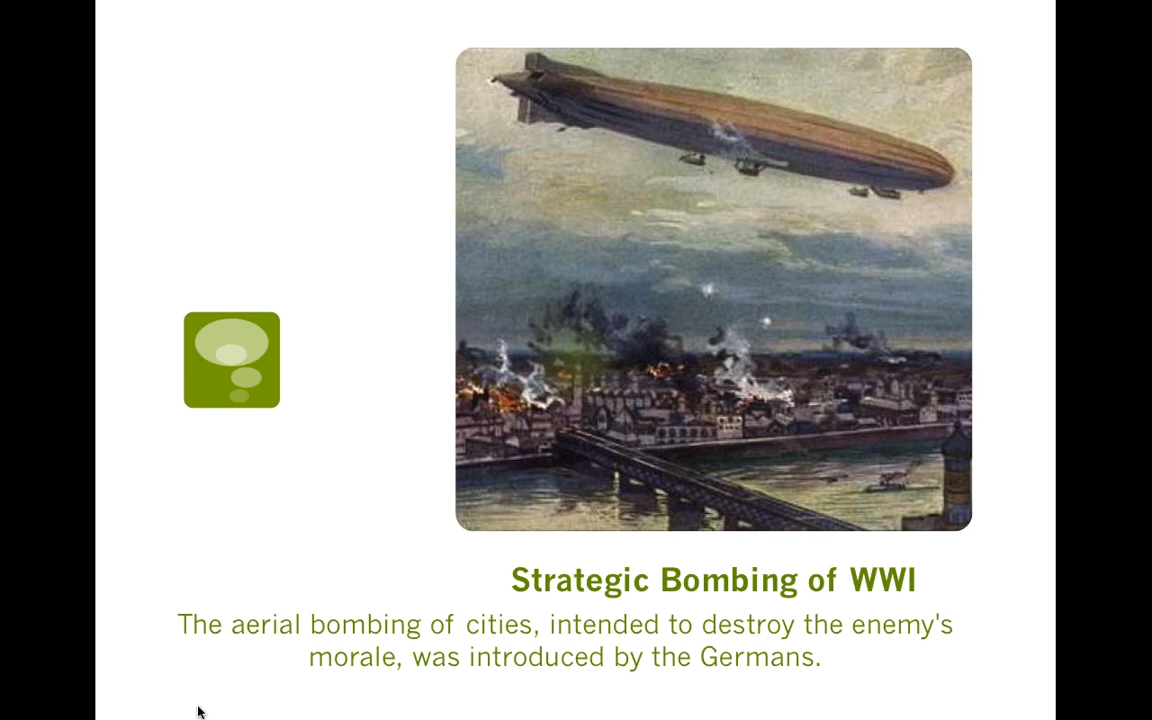 Strategic Bombing of WWI
The aerial bombing of cities, intended to destroy the enemy's
morale, was introduced by the Germans.